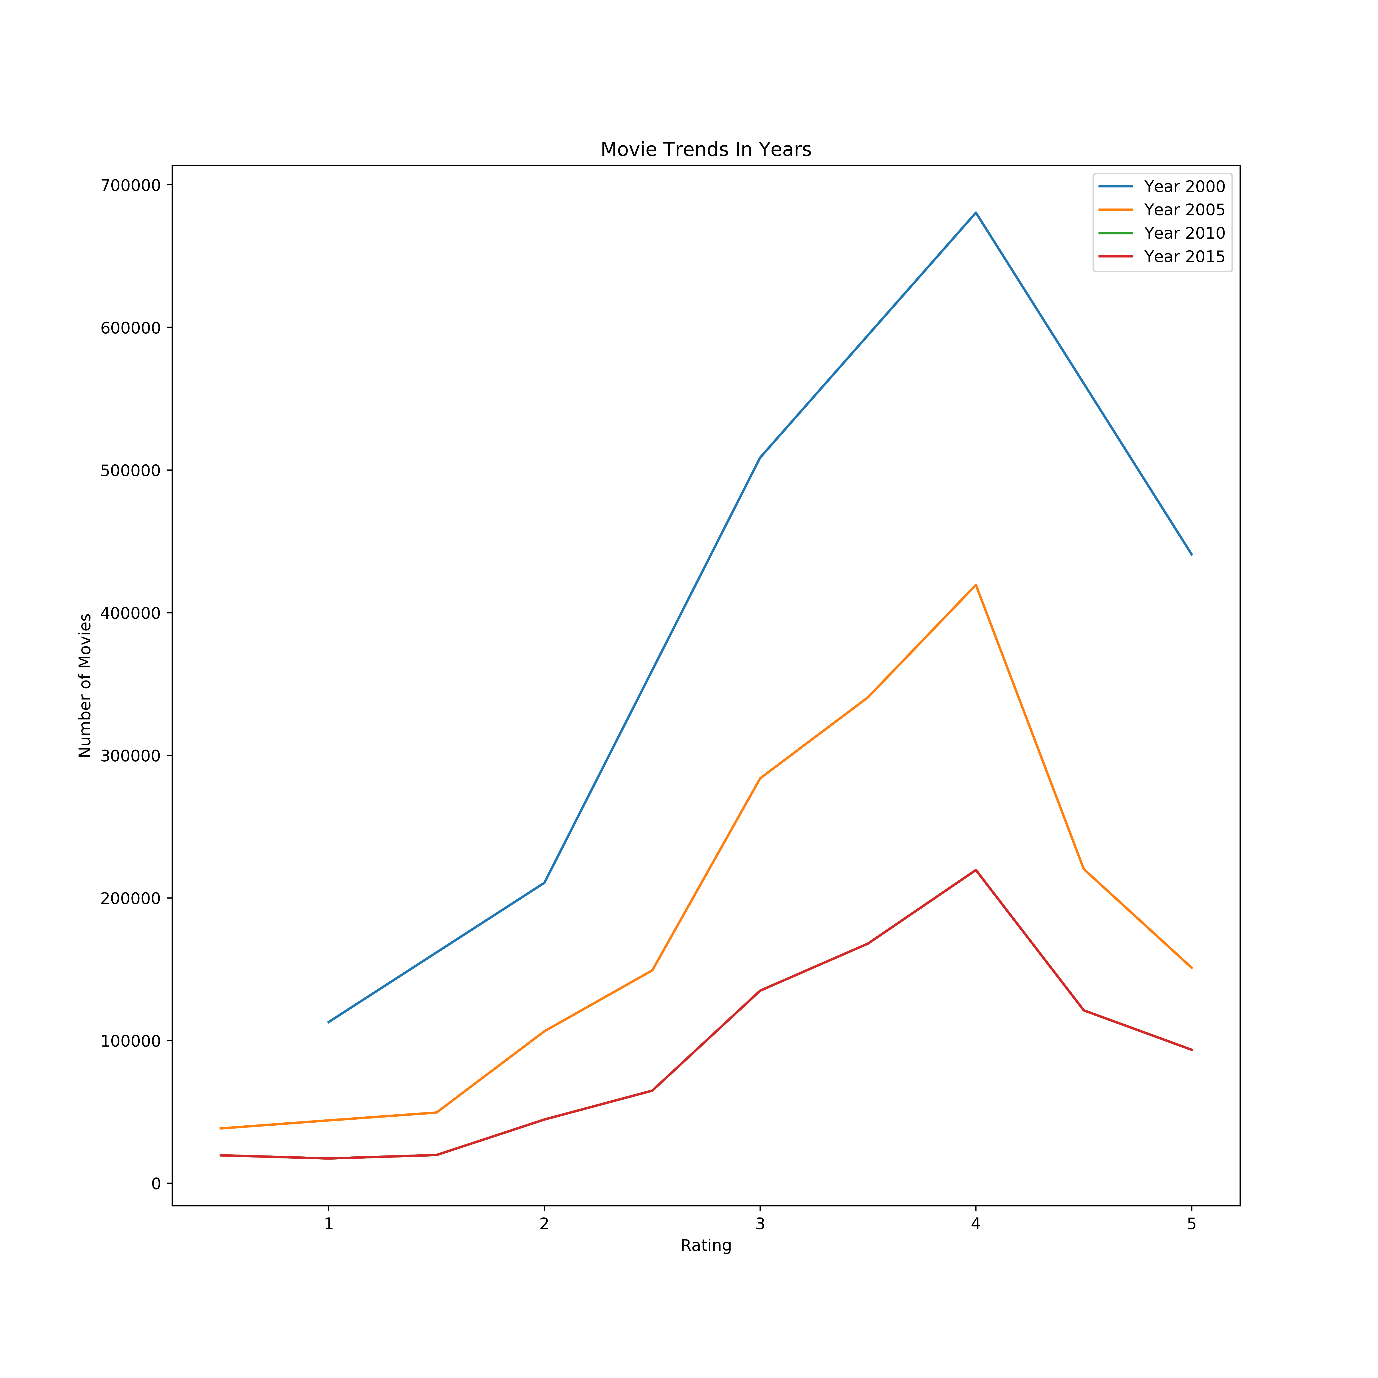 Movie Trends In Years
Year 2000
Year 2005
Year 2010
Year 2015
700000
600000
500000
400000
300000
200000
100000
0
Number of Movies
1 2 3 4 5
Rating